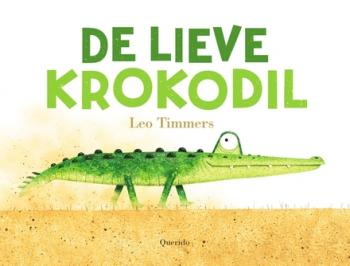 DE LIEVE
KROKODIL
Leo Timmers
Querido